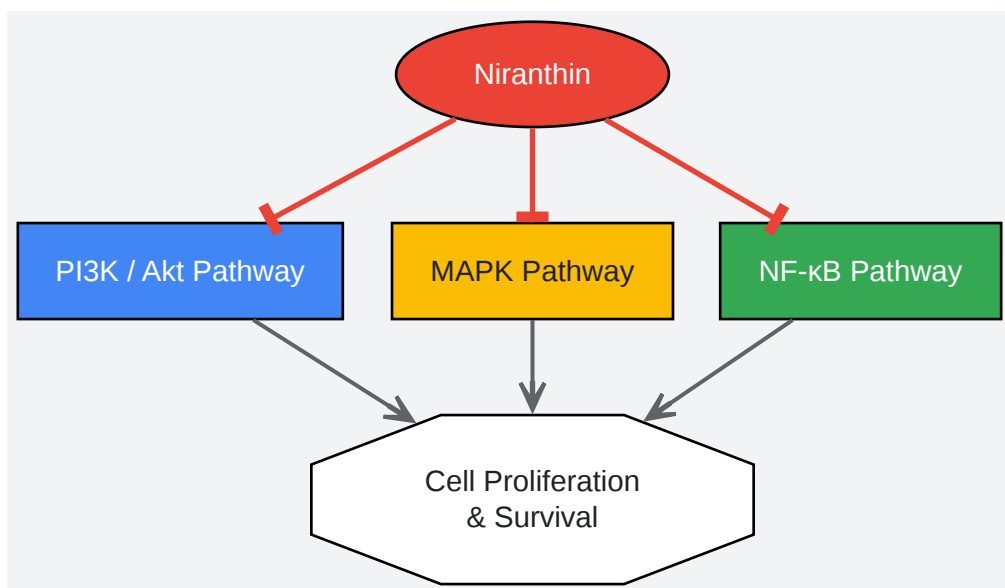 Niranthin
PI3K / Akt Pathway
MAPK Pathway
NF-κB Pathway
Cell Proliferation
& Survival